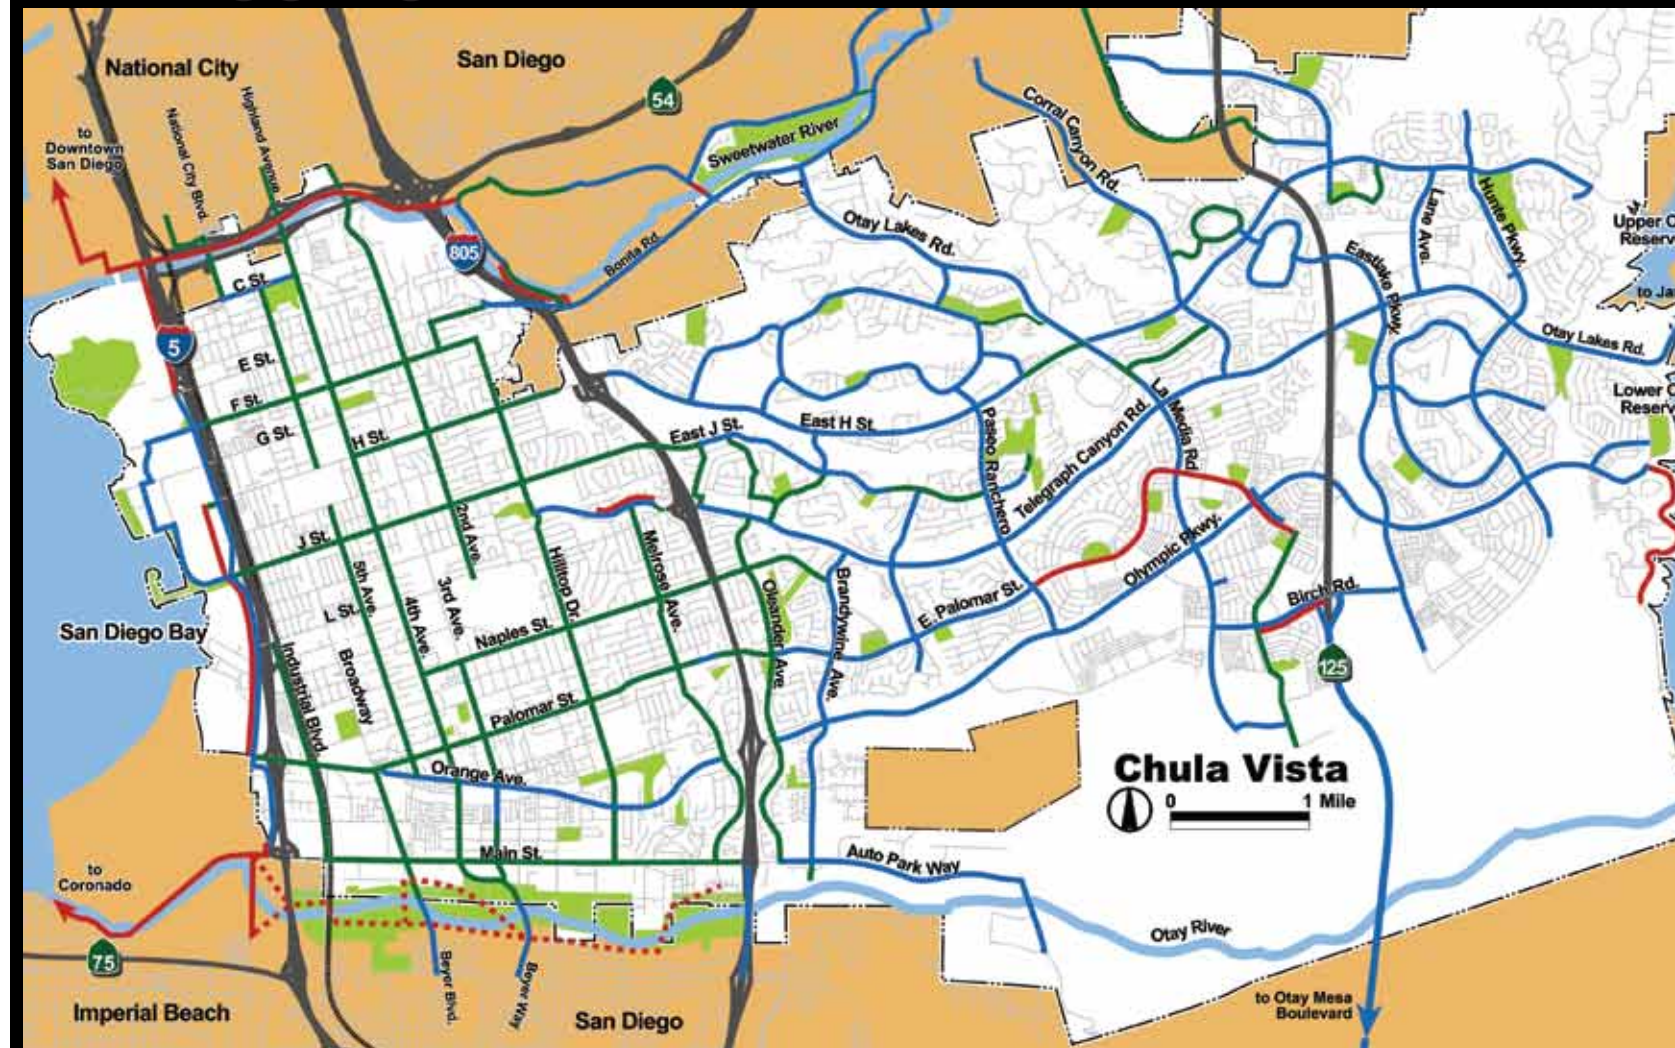 National City
San Diego
54
to
Downtown
San Diego
National City Blvd.
Highland Avenue
Sweetwater River
Corral Canyon Rd.
Otay Lakes Rd.
Bonita Rd.
805
Lane Ave.
Hunte Pkwy.
Eastlake Pkwy.
Upper
Reserv
to Ja
Otay Lakes Rd.
Lower
Reserv
5
C St.
E St.
F St.
G St.
H St.
East J St.
East H St.
Paseo Ranchero
Telegraph Canyon Rd.
La Media Rd.
J St.
2nd Ave.
Hilltop Dr.
Melrose Ave.
5th Ave.
4th Ave.
3rd Ave.
L St.
Naples St.
Oleander Ave
Brandywine Ave.
E. Palomar St.
Olympic Pkwy.
Birch Rd.
125
San Diego Bay
Industrial Blvd.
Broadway
Palomar St.
Orange Ave.
Chula Vista
0 1 Mile
Main St.
Auto Park Way
Otay River
to
Coronado
75
Beyer Blvd.
Beyer Way
Imperial Beach
San Diego
to Otay Mesa
Boulevard